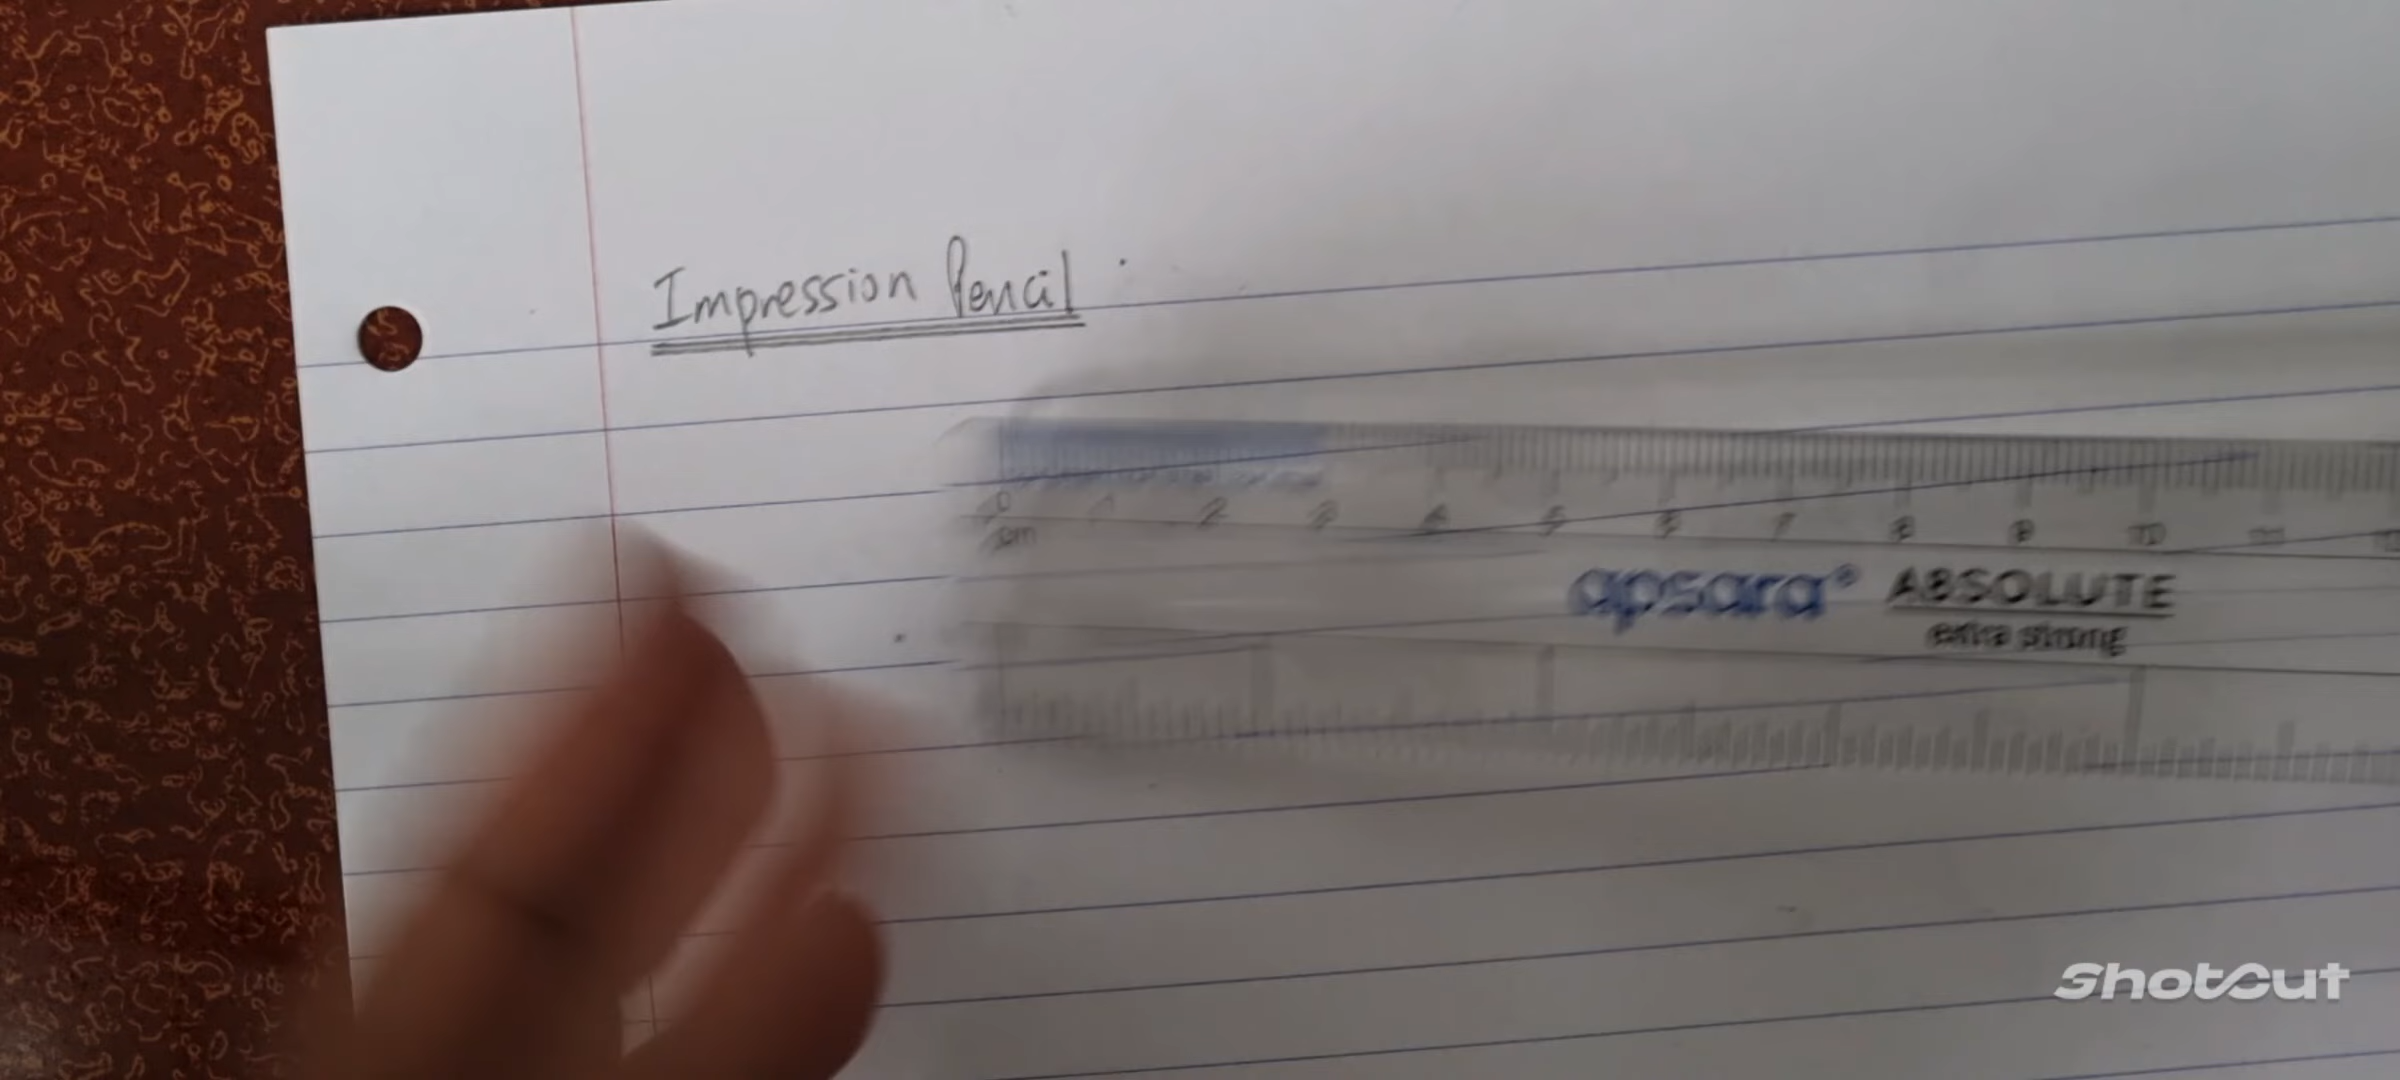 Impression Pencil
0 1 2 3 4 5 6 7 8 9 10 11
cm
apsara® ABSOLUTE
extra strong
ShotCut